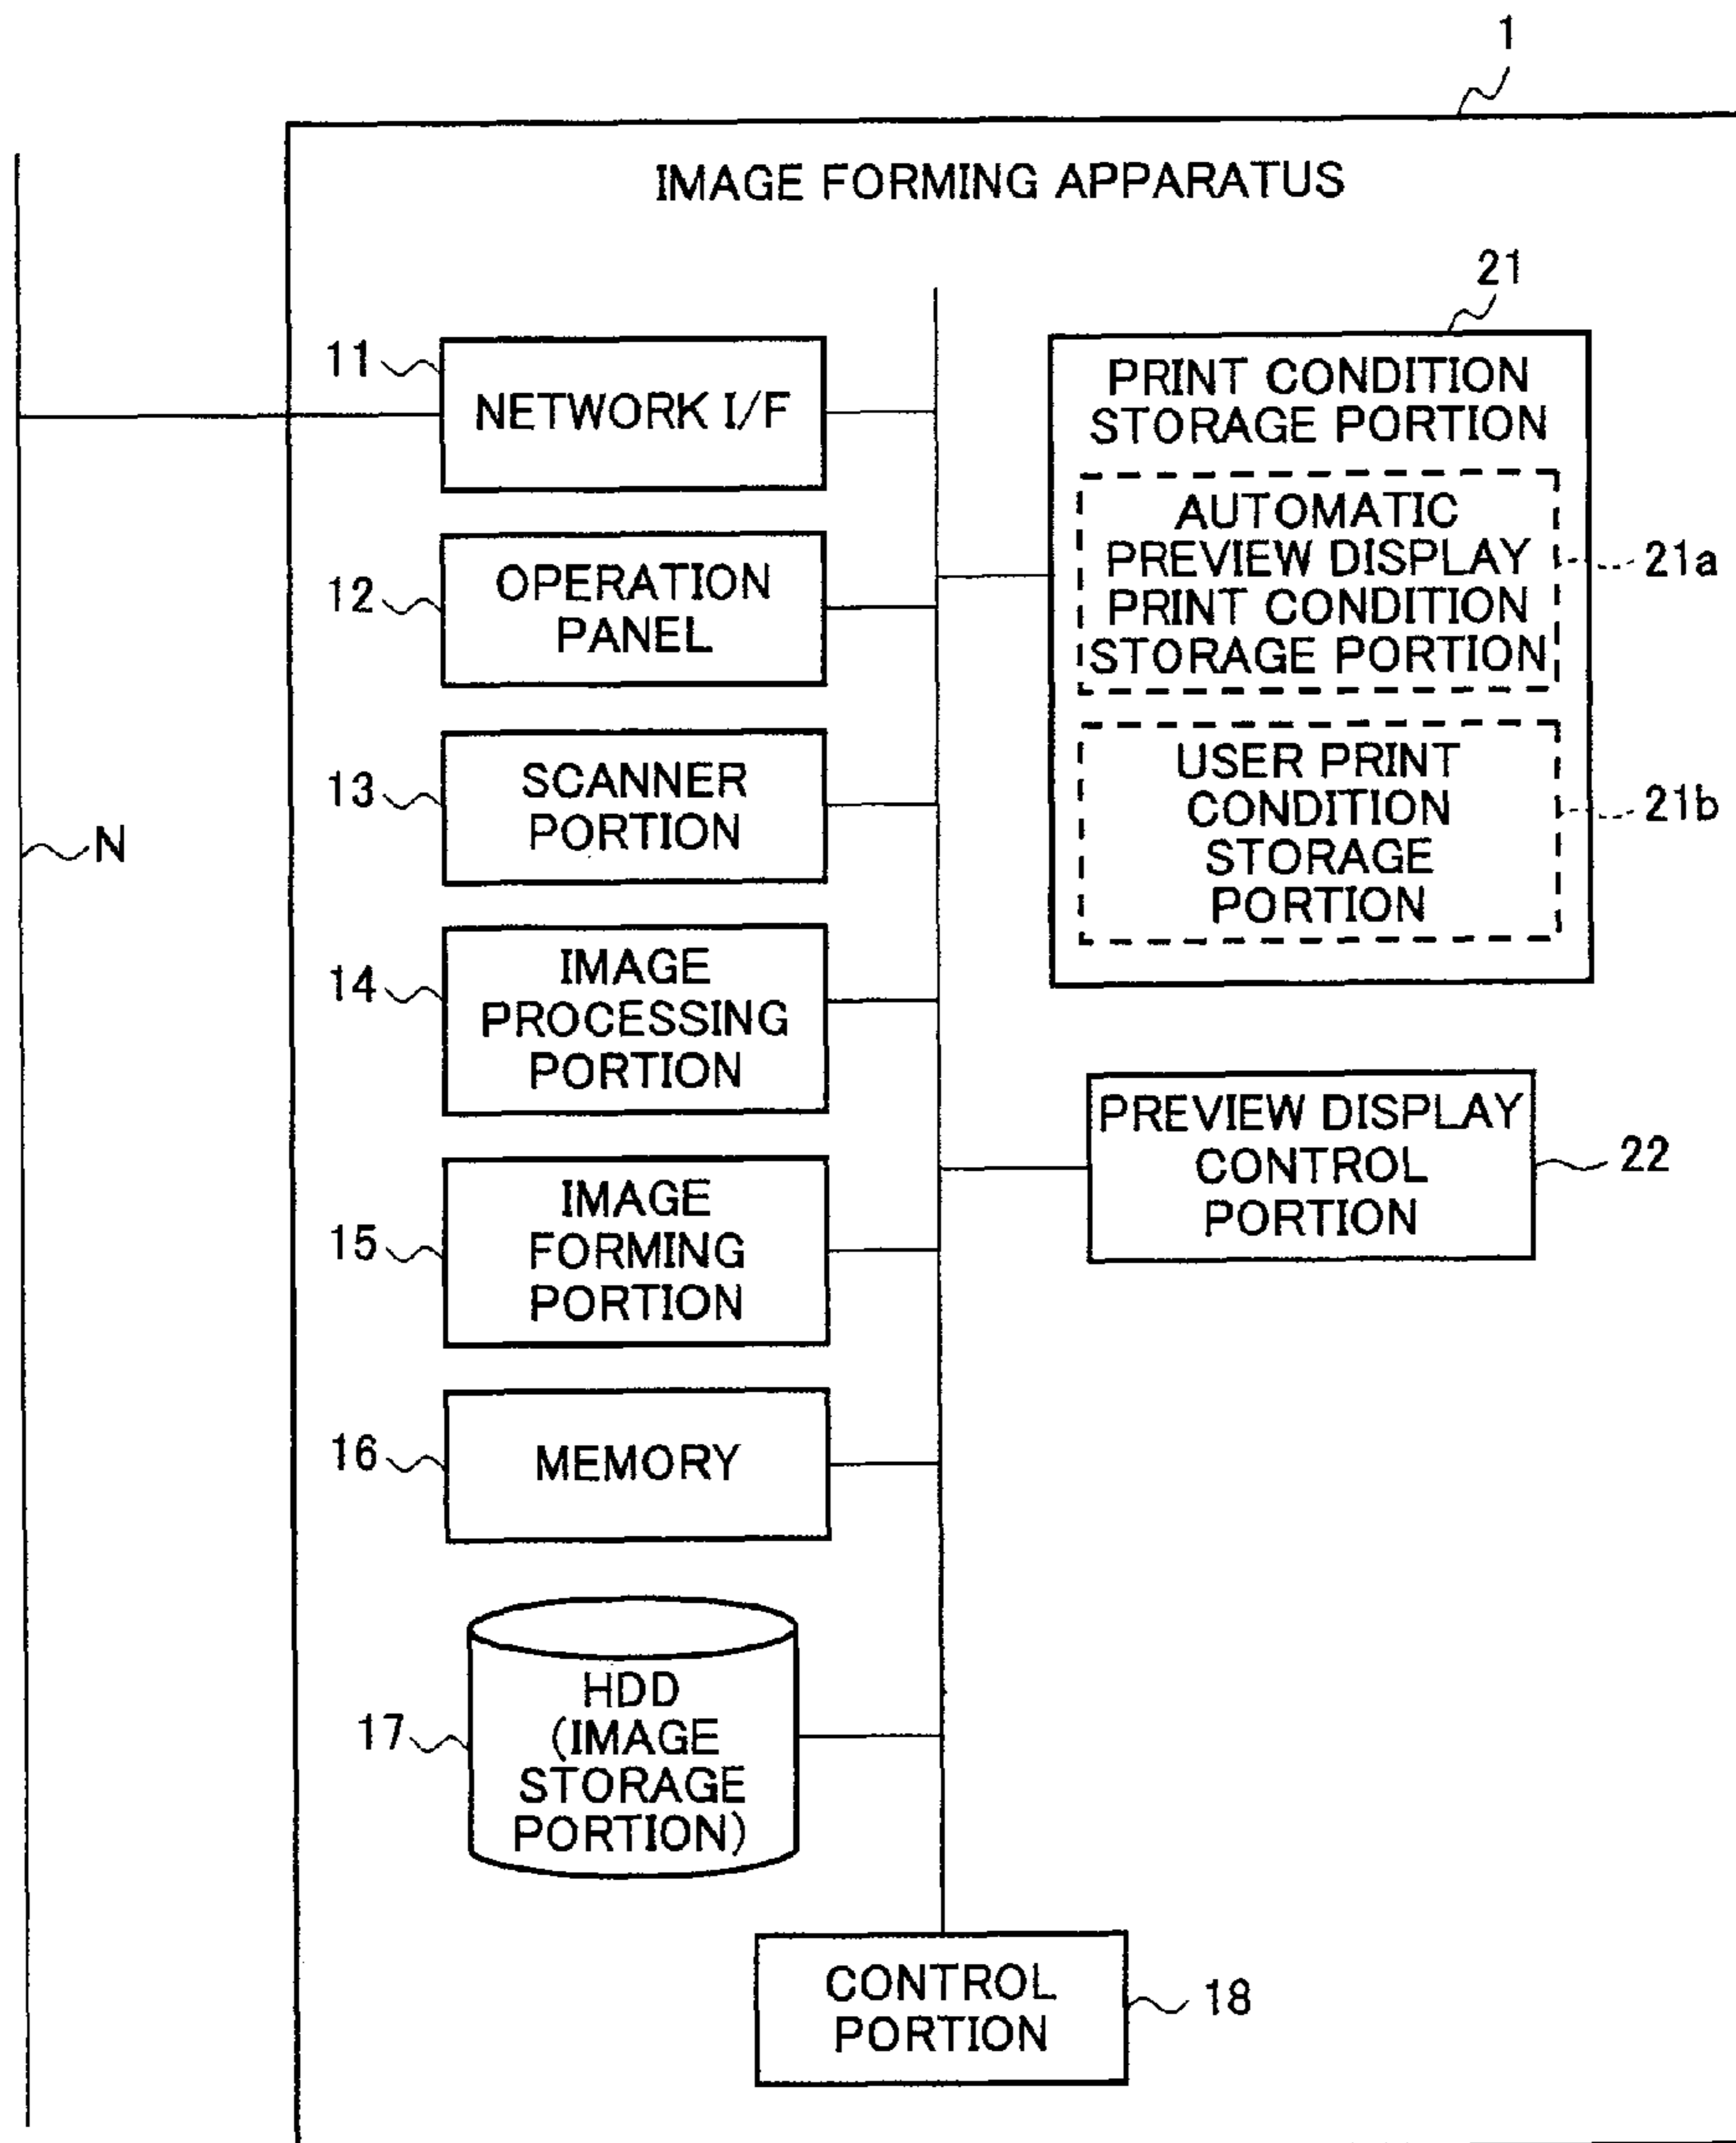 1
IMAGE FORMING APPARATUS
11
NETWORK I/F
12
OPERATION
PANEL
13
SCANNER
PORTION
N
14
IMAGE
PROCESSING
PORTION
15
IMAGE
FORMING
PORTION
16
MEMORY
17
HDD
(IMAGE
STORAGE
PORTION)
CONTROL
PORTION
18
21
PRINT CONDITION
STORAGE PORTION
AUTOMATIC
PREVIEW DISPLAY
PRINT CONDITION
STORAGE PORTION
21a
USER PRINT
CONDITION
STORAGE
PORTION
21b
PREVIEW DISPLAY
CONTROL
PORTION
22